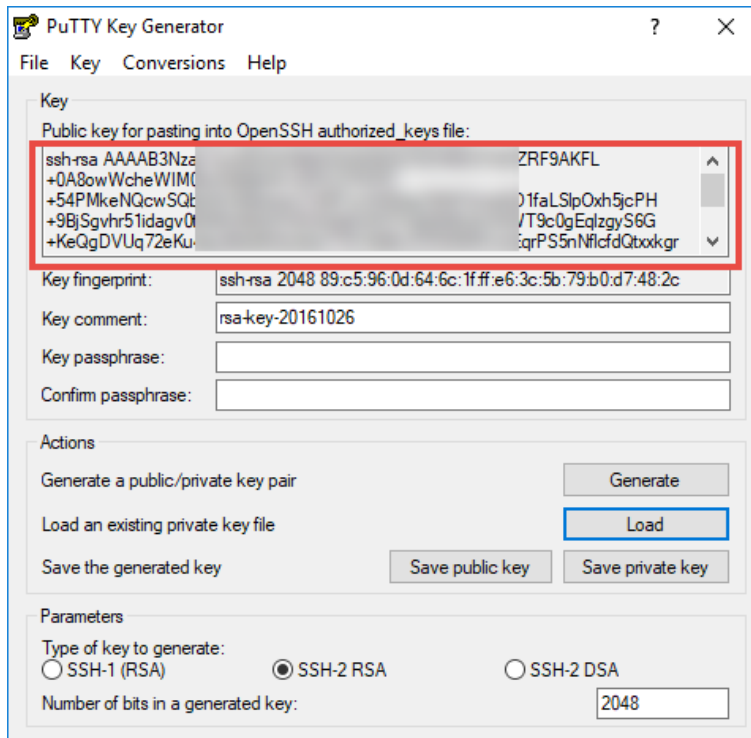 PuTTY Key Generator
? ×
File Key Conversions Help
Key
Public key for pasting into OpenSSH authorized_keys file:
ssh-rsa AAAAB3Nza ZRF9AKFL
+0A8owWcheWIM
+54PMkeNQcwSQb 1faLSlpOxh5jcPH
+9BjSgvhr51idagv0 T9c0gEqlzgyS6G
+KeQgDVUq72eKu qrPS5nNflcfdQtxxkgr
Key fingerprint: ssh-rsa 2048 89:c5:96:0d:64:6c:1f:ff:e6:3c:5b:79:b0:d7:48:2c
Key comment: rsa-key-20161026
Key passphrase:
Confirm passphrase:
Actions
Generate a public/private key pair Generate
Load an existing private key file Load
Save the generated key Save public key Save private key
Parameters
Type of key to generate:
SSH-1 (RSA) SSH-2 RSA SSH-2 DSA
Number of bits in a generated key: 2048